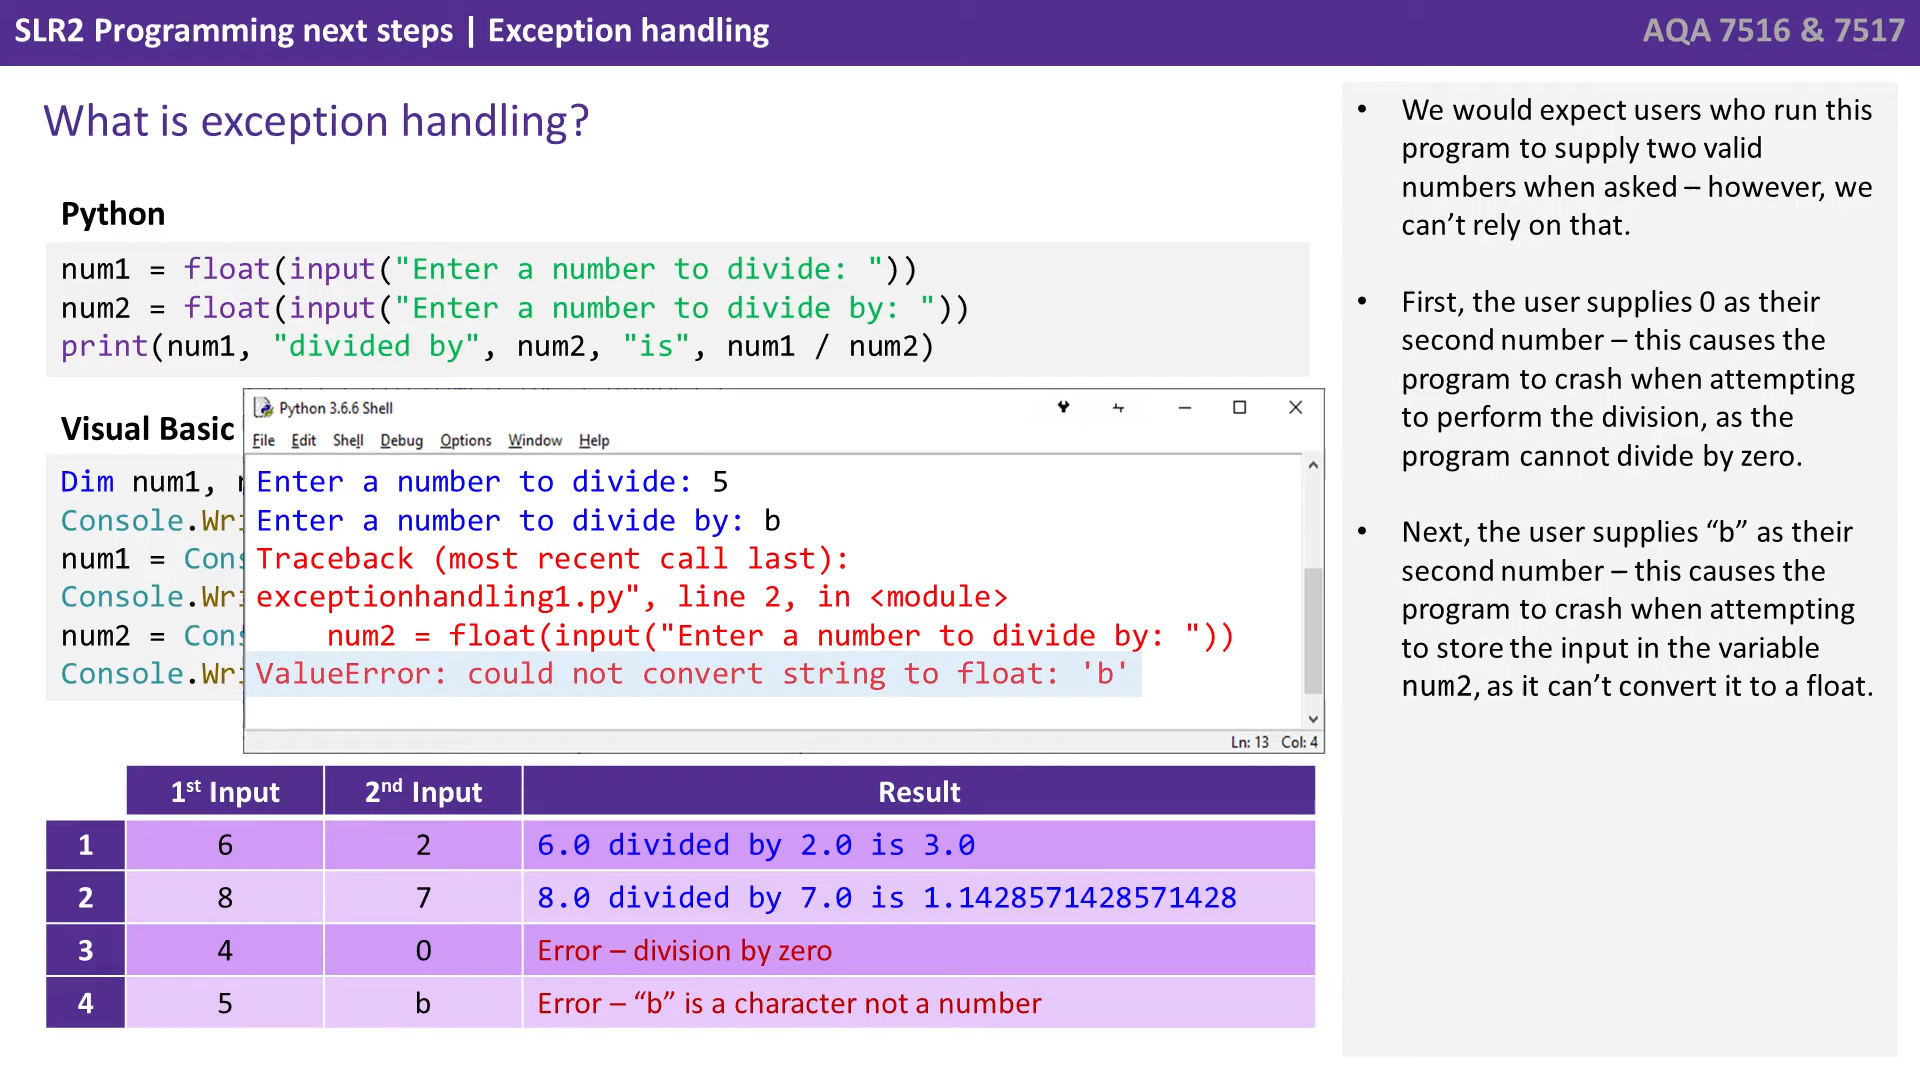 SLR2 Programming next steps | Exception handling
AQA 7516 & 7517
What is exception handling?
Python
num1 = float(input("Enter a number to divide: "))
num2 = float(input("Enter a number to divide by: "))
print(num1, "divided by", num2, "is", num1 / num2)
Visual Basic
Dim num1,
Console.Wri
num1 = Cons
Console.Wri
num2 = Cons
Console.Wri
Python 3.6.6 Shell
File Edit Shell Debug Options Window Help
Enter a number to divide: 5
Enter a number to divide by: b
Traceback (most recent call last):
exceptionhandling1.py", line 2, in <module>
num2 = float(input("Enter a number to divide by: "))
ValueError: could not convert string to float: 'b'
Ln: 13 Col: 4
1st Input 2nd Input Result
1 6 2 6.0 divided by 2.0 is 3.0
2 8 7 8.0 divided by 7.0 is 1.1428571428571428
3 4 0 Error – division by zero
4 5 b Error – “b” is a character not a number
• We would expect users who run this
program to supply two valid
numbers when asked – however, we
can’t rely on that.
• First, the user supplies 0 as their
second number – this causes the
program to crash when attempting
to perform the division, as the
program cannot divide by zero.
• Next, the user supplies “b” as their
second number – this causes the
program to crash when attempting
to store the input in the variable
num2, as it can’t convert it to a float.